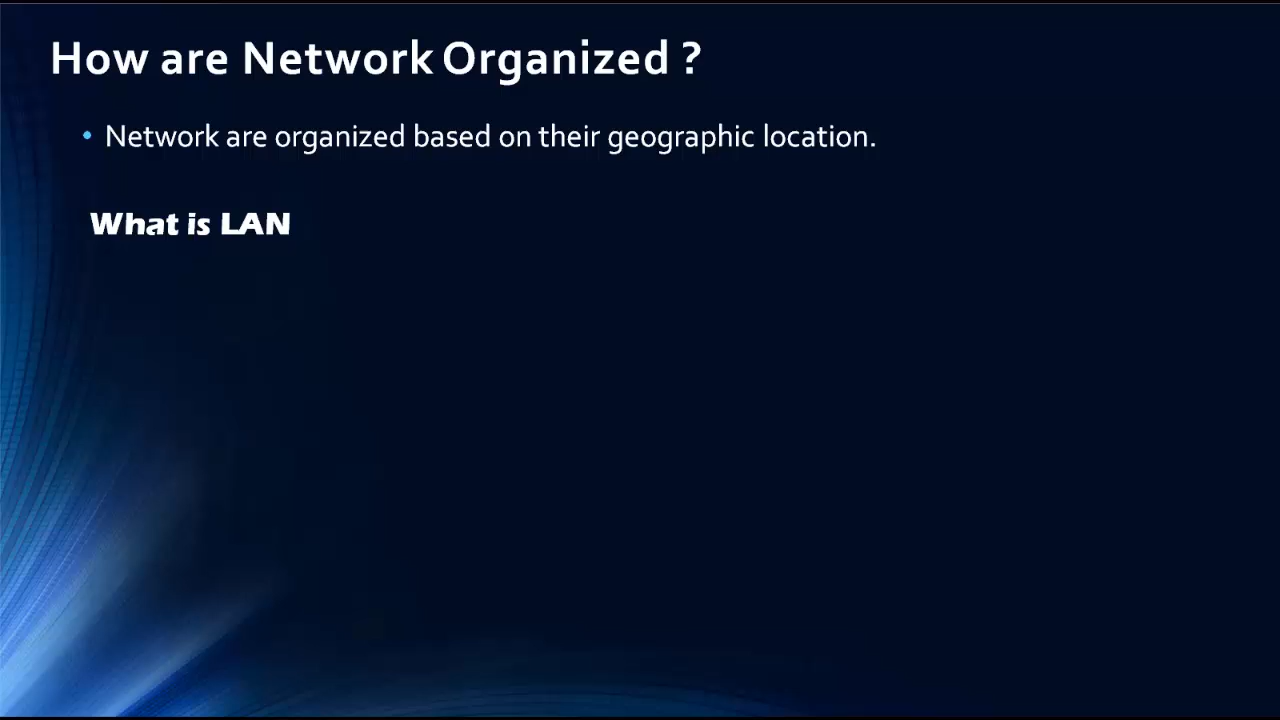 How are Network Organized ?
• Network are organized based on their geographic location.
What is LAN